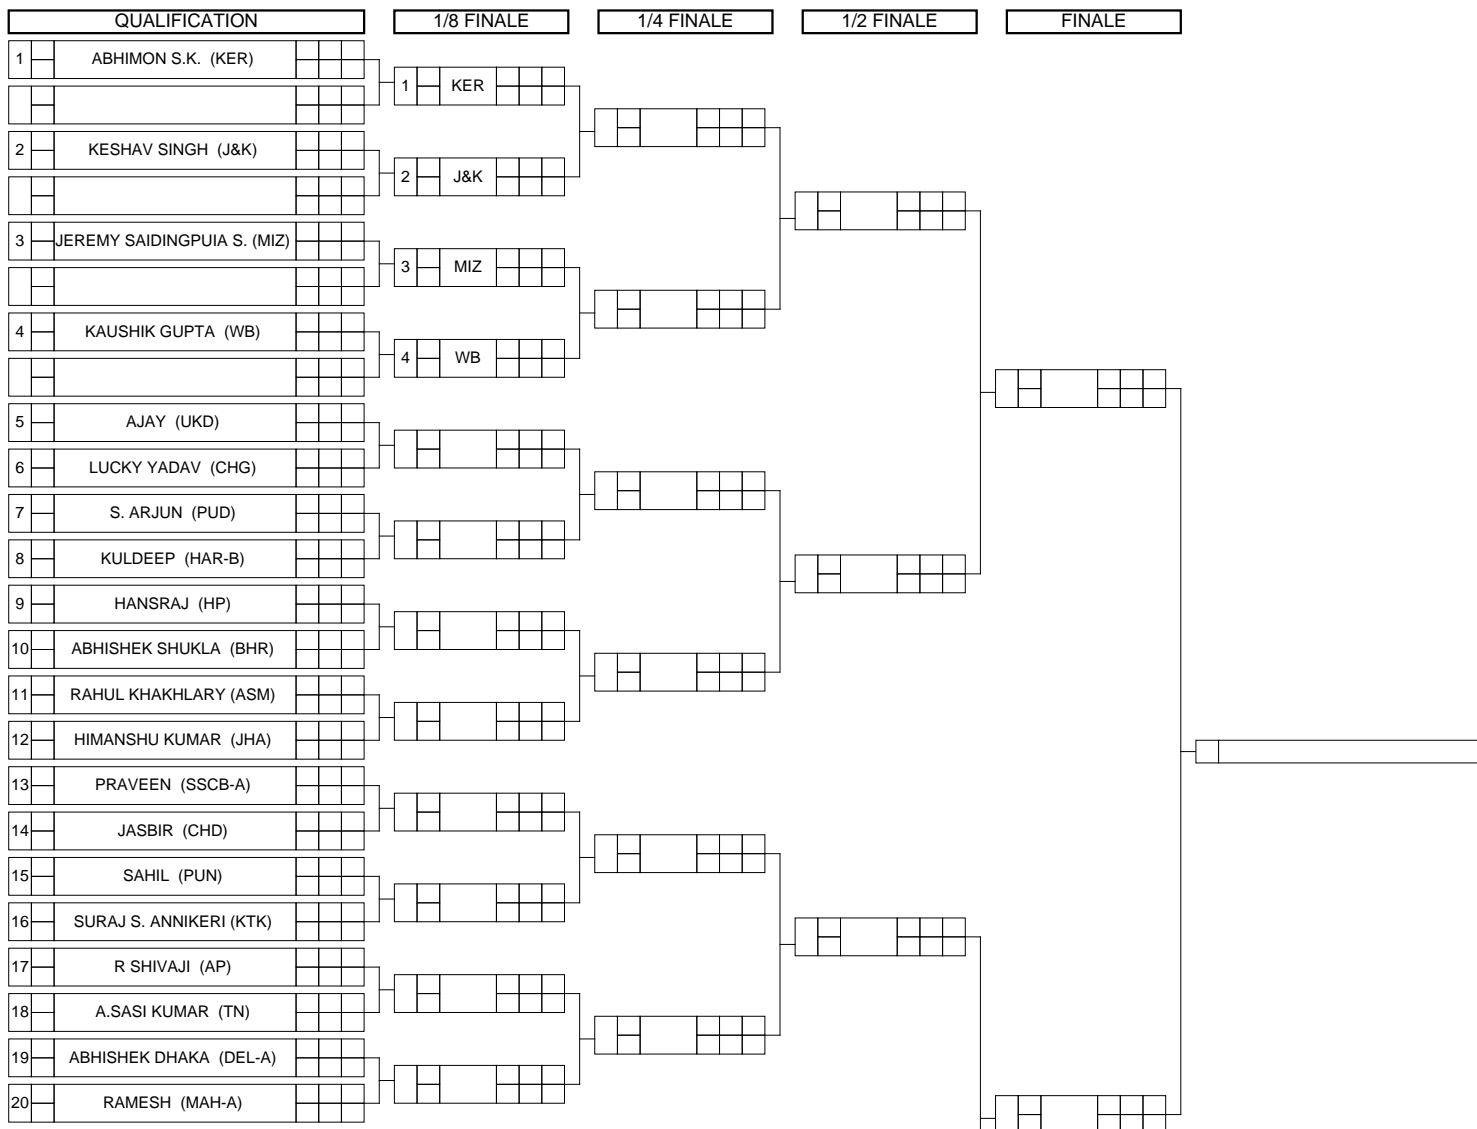 QUALIFICATION 1/8 FINALE 1/4 FINALE 1/2 FINALE FINALE
1 ABHIMON S.K. (KER)
1 KER
2 KESHAV SINGH (J&K)
2 J&K
3 JEREMY SAIDINGPUIA S. (MIZ)
3 MIZ
4 KAUSHIK GUPTA (WB)
4 WB
5 AJAY (UKD)
6 LUCKY YADAV (CHG)
7 S. ARJUN (PUD)
8 KULDEEP (HAR-B)
9 HANSRAJ (HP)
10 ABHISHEK SHUKLA (BHR)
11 RAHUL KHAKHLARY (ASM)
12 HIMANSHU KUMAR (JHA)
13 PRAVEEN (SSCB-A)
14 JASBIR (CHD)
15 SAHIL (PUN)
16 SURAJ S. ANNIKERI (KTK)
17 R SHIVAJI (AP)
18 A.SASI KUMAR (TN)
19 ABHISHEK DHAKA (DEL-A)
20 RAMESH (MAH-A)